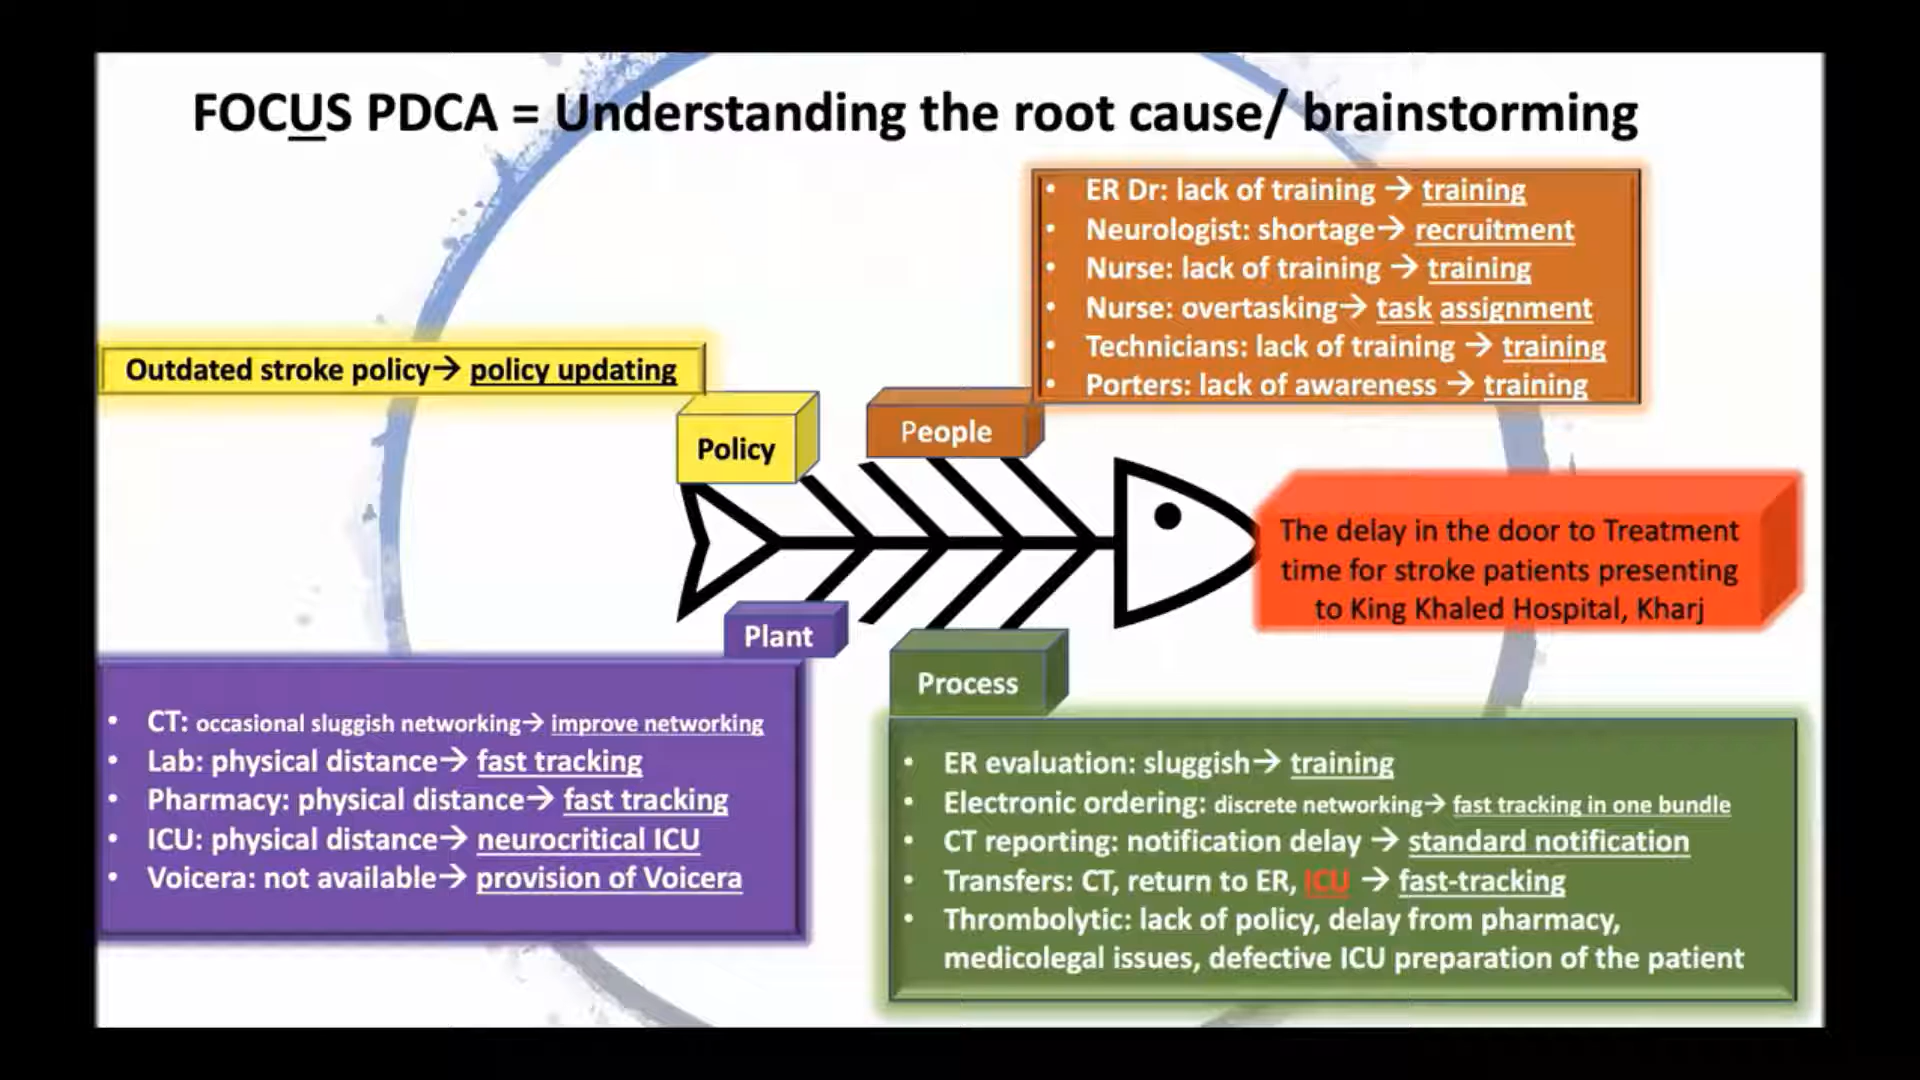 FOCUS PDCA = Understanding the root cause/ brainstorming
• ER Dr: lack of training → training
• Neurologist: shortage→ recruitment
• Nurse: lack of training → training
• Nurse: overtasking→ task assignment
• Technicians: lack of training → training
• Porters: lack of awareness → training
Outdated stroke policy→ policy updating
Policy
People
The delay in the door to Treatment
time for stroke patients presenting
to King Khaled Hospital, Kharj
Plant
• CT: occasional sluggish networking→ improve networking
• Lab: physical distance→ fast tracking
• Pharmacy: physical distance→ fast tracking
• ICU: physical distance→ neurocritical ICU
• Voicera: not available→ provision of Voicera
Process
• ER evaluation: sluggish→ training
• Electronic ordering: discrete networking→ fast tracking in one bundle
• CT reporting: notification delay → standard notification
• Transfers: CT, return to ER, ICU → fast-tracking
• Thrombolytic: lack of policy, delay from pharmacy,
medicolegal issues, defective ICU preparation of the patient